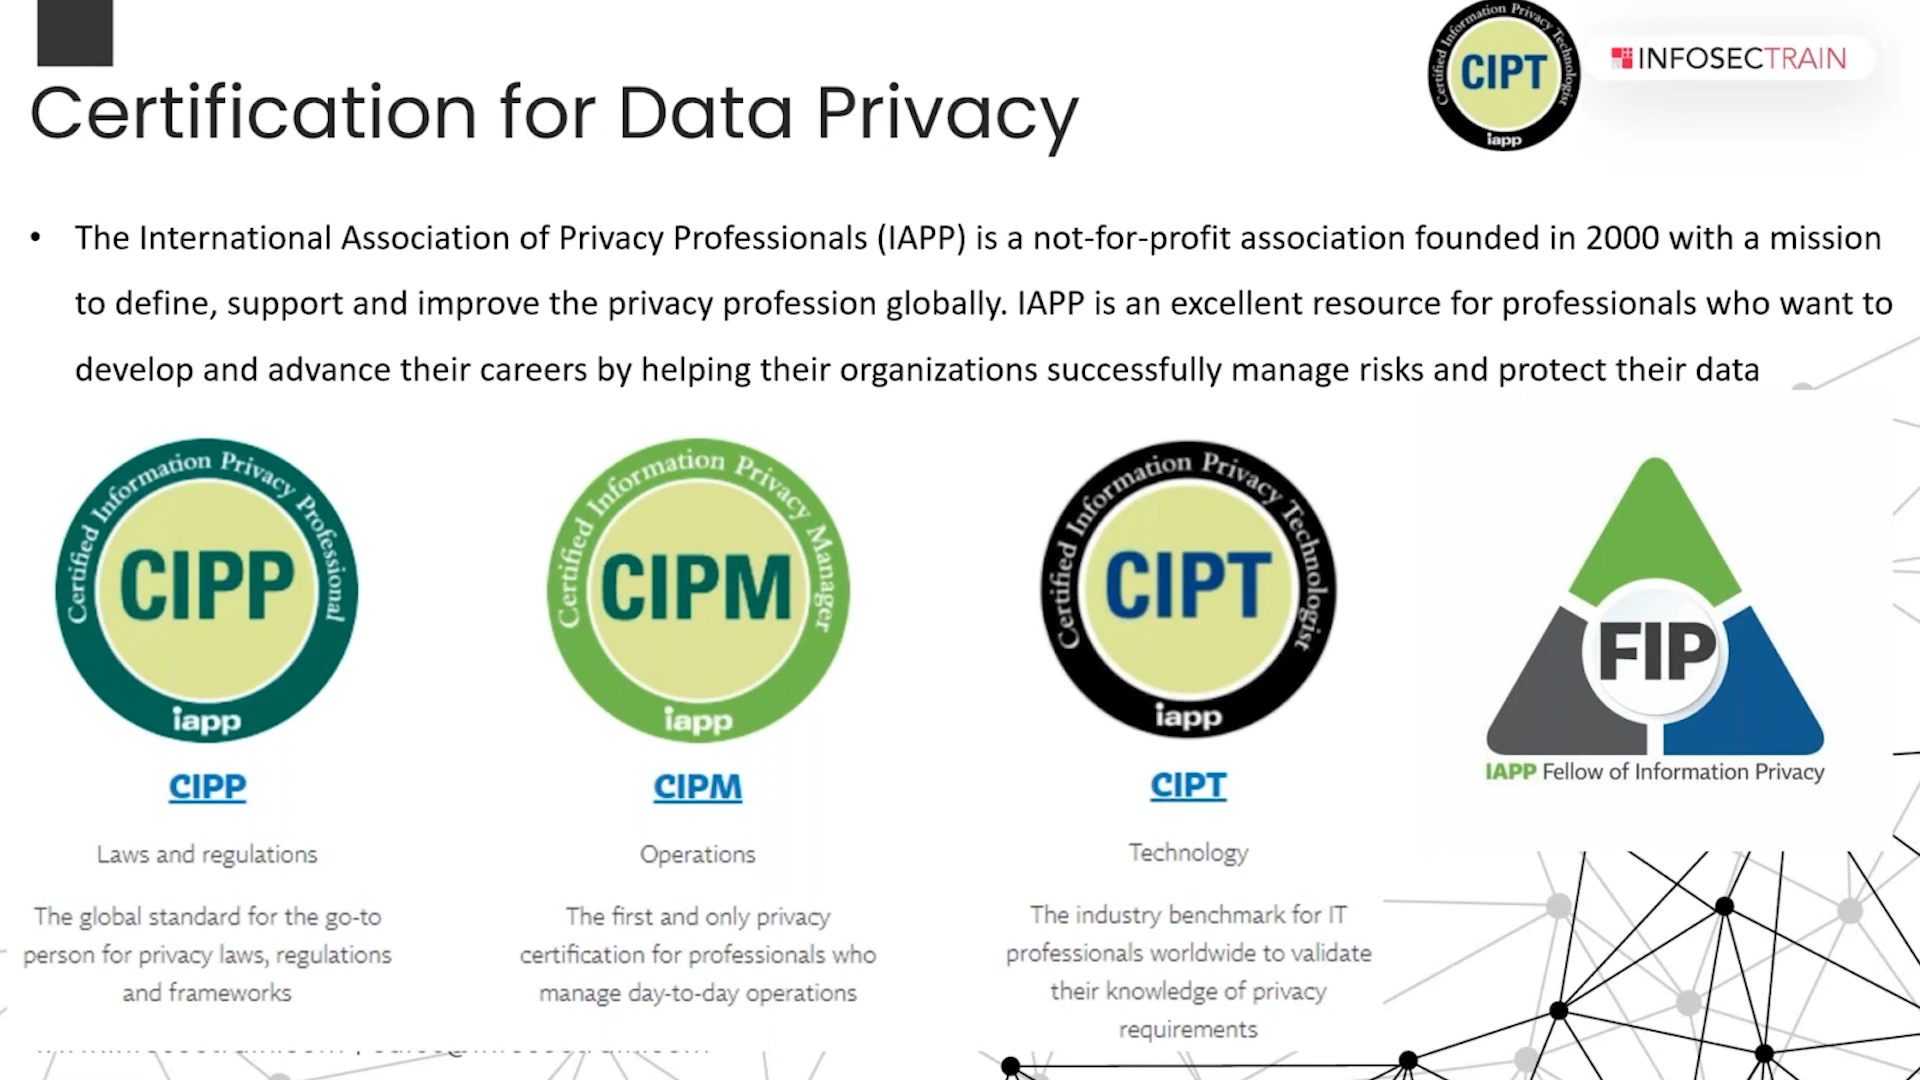 Certified Information Privacy Technologist
CIPT
iapp
INFOSECTRAIN
Certification for Data Privacy
• The International Association of Privacy Professionals (IAPP) is a not-for-profit association founded in 2000 with a mission
to define, support and improve the privacy profession globally. IAPP is an excellent resource for professionals who want to
develop and advance their careers by helping their organizations successfully manage risks and protect their data
Certified Information Privacy Professional
CIPP
iapp
CIPP
Laws and regulations
The global standard for the go-to
person for privacy laws, regulations
and frameworks
Certified Information Privacy Manager
CIPM
iapp
CIPM
Operations
The first and only privacy
certification for professionals who
manage day-to-day operations
Certified Information Privacy Technologist
CIPT
iapp
CIPT
Technology
The industry benchmark for IT
professionals worldwide to validate
their knowledge of privacy
requirements
FIP
IAPP Fellow of Information Privacy